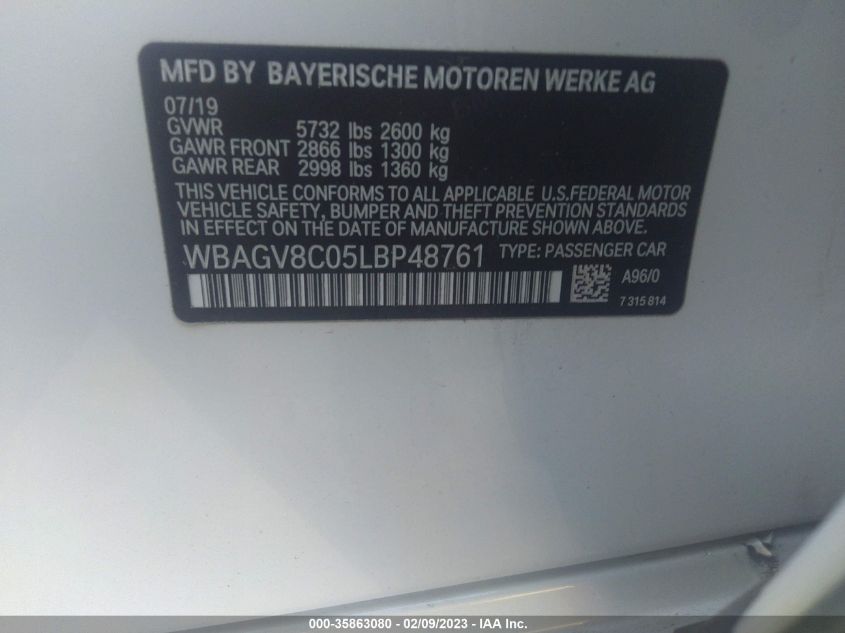 MFD BY BAYERISCHE MOTOREN WERKE AG
07/19
GVWR 5732 lbs 2600 kg
GAWR FRONT 2866 lbs 1300 kg
GAWR REAR 2998 lbs 1360 kg
THIS VEHICLE CONFORMS TO ALL APPLICABLE U.S.FEDERAL MOTOR
VEHICLE SAFETY, BUMPER AND THEFT PREVENTION STANDARDS
IN EFFECT ON THE DATE OF MANUFACTURE SHOWN ABOVE.
WBAGV8C05LBP48761 TYPE: PASSENGER CAR
A96/0
7 315 814
000-35863080 - 02/09/2023 - IAA Inc.